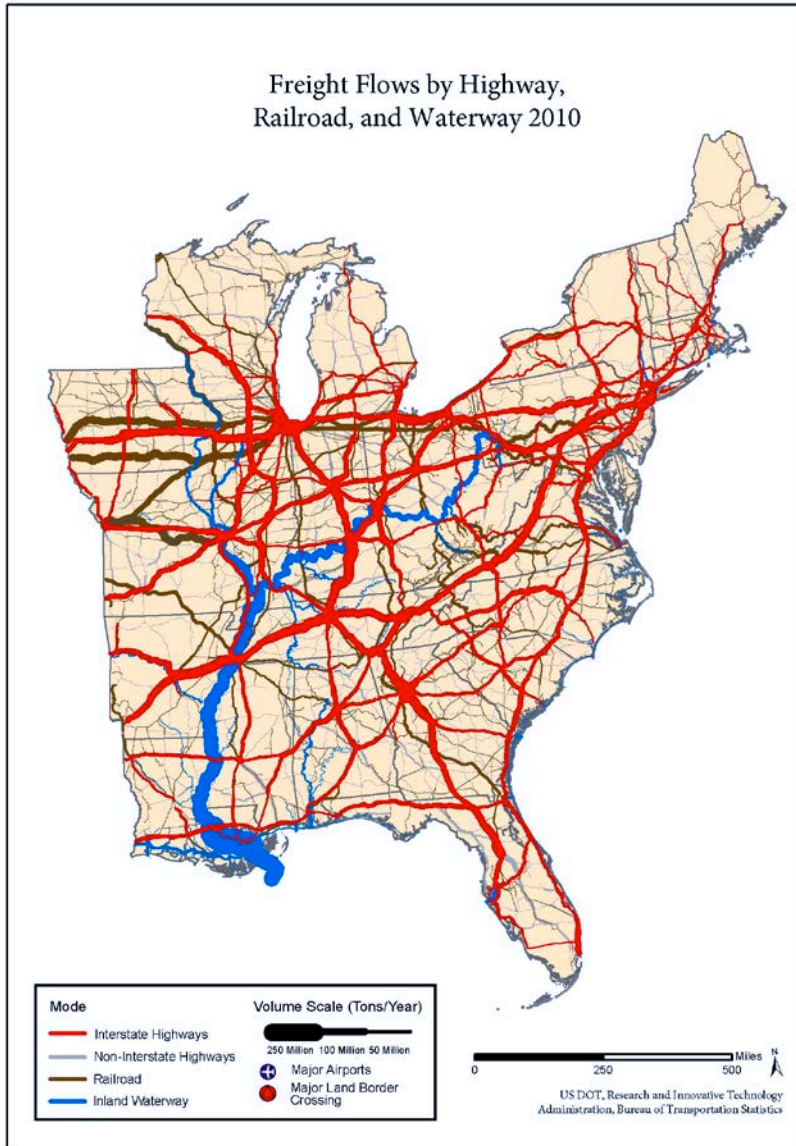 Freight Flows by Highway,
Railroad, and Waterway 2010
Mode
Interstate Highways
Non-Interstate Highways
Railroad
Inland Waterway
Volume Scale (Tons/Year)
250 Million 100 Million 50 Million
Major Airports
Major Land Border
Crossing
Miles
0 250 500
N
US DOT, Research and Innovative Technology
Administration, Bureau of Transportation Statistics